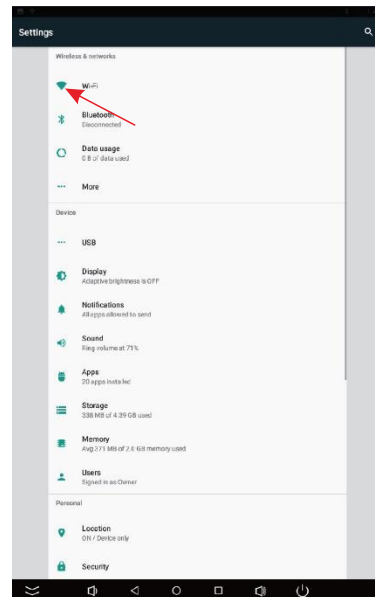 Settings
Wireless & networks
Wi-Fi
Bluetooth
Disconnected
Data usage
0 B of data used
More
Device
USB
Display
Adaptive brightness is OFF
Notifications
All apps allowed to send
Sound
Ring volume at 71%
Apps
20 apps installed
Storage
338 MB of 4.39 GB used
Memory
Avg 371 MB of 2.0 GB memory used
Users
Signed in as Owner
Personal
Location
ON / Device only
Security